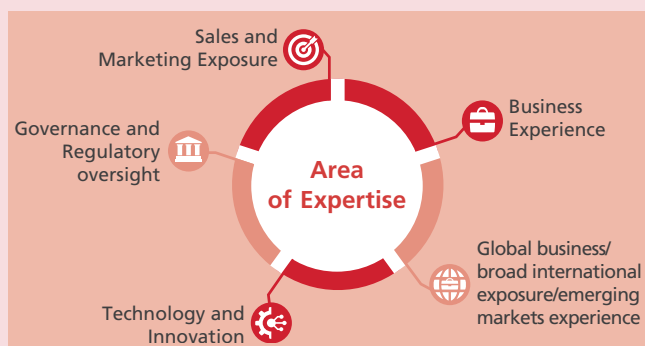 Sales and
Marketing Exposure
Business
Experience
Governance and
Regulatory
oversight
Area
of Expertise
Global business/
broad international
exposure/emerging
markets experience
Technology and
Innovation